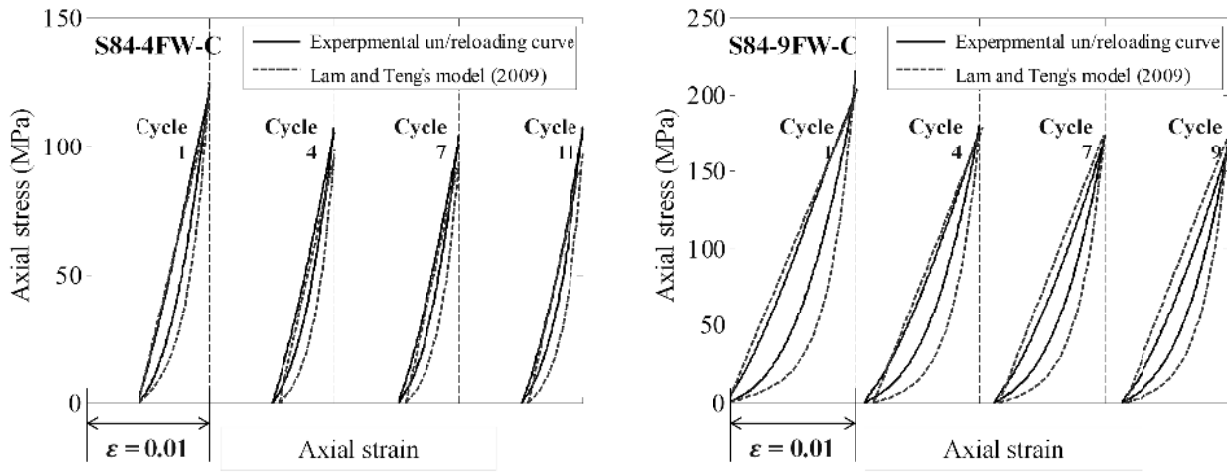 150
S84-4FW-C
Experpmental un/reloading curve
Lam and Teng's model (2009)
Cycle
1
Cycle
4
Cycle
7
Cycle
11
100
50
0
Axial stress (MPa)
ε = 0.01
Axial strain
250
S84-9FW-C
Experpmental un/reloading curve
Lam and Teng's model (2009)
200
Cycle
1
Cycle
4
Cycle
7
Cycle
9
150
100
50
0
Axial stress (MPa)
ε = 0.01
Axial strain